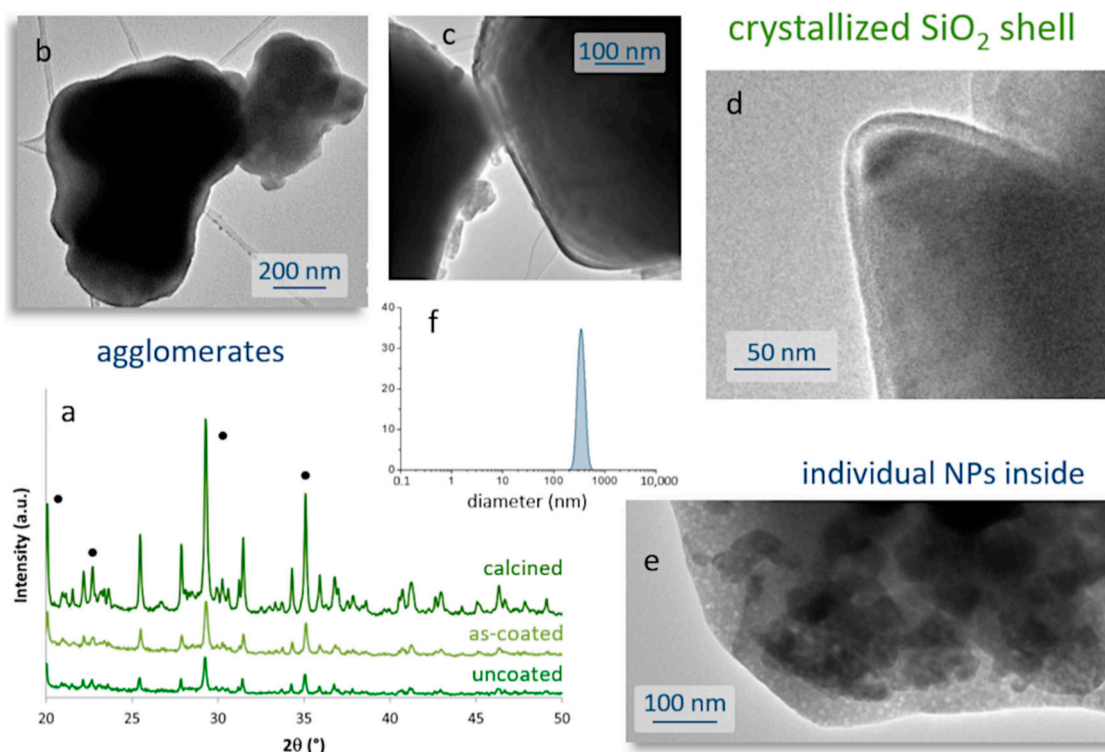 b
200 nm
c
100 nm
crystallized SiO₂ shell
d
50 nm
agglomerates
f
40
30
20
10
0
0.1 1 10 100 1000 10,000
diameter (nm)
a
Intensity (a.u.)
calcined
as-coated
uncoated
20 25 30 35 40 45 50
2θ (°)
individual NPs inside
e
100 nm